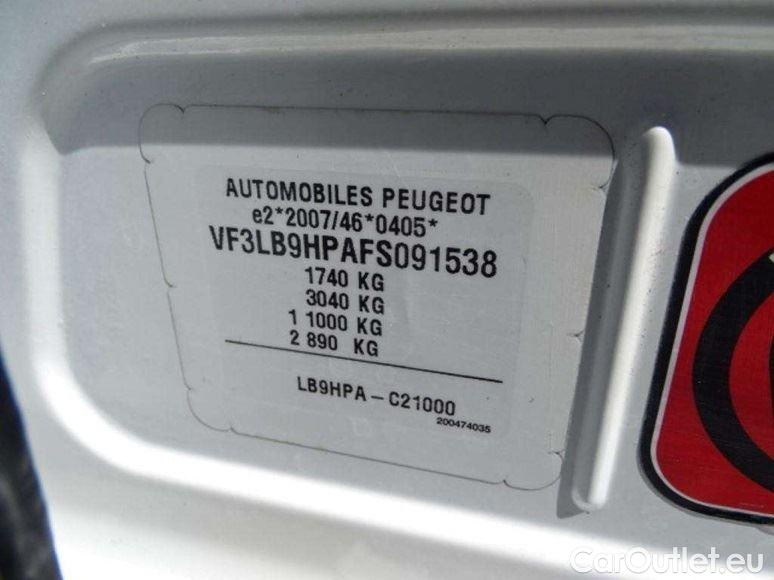 AUTOMOBILES PEUGEOT
e2*2007/46*0405*
VF3LB9HPAFS091538
1740 KG
3040 KG
1 1000 KG
2 890 KG
LB9HPA - C21000
200474035
CarOutlet.eu